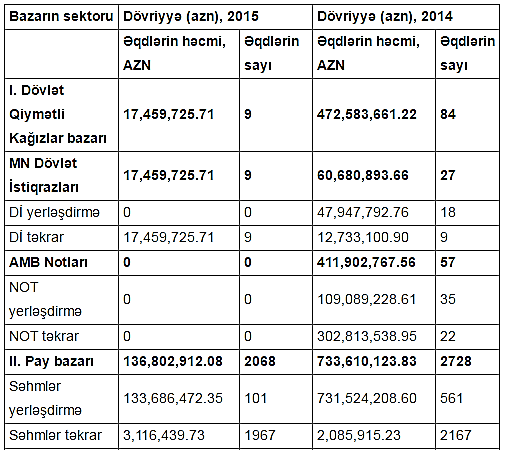 Bazarın sektoru Dövriyyə (azn), 2015 Dövriyyə (azn), 2014
Əqdlərin həcmi, Əqdlərin Əqdlərin həcmi, Əqdlərin
AZN sayı AZN sayı
I. Dövlət
Qiymətli 17,459,725.71 9 472,583,661.22 84
Kağızlar bazarı
MN Dövlət 17,459,725.71 9 60,680,893.66 27
İstiqrazları
Dİ yerləşdirmə 0 0 47,947,792.76 18
Dİ təkrar 17,459,725.71 9 12,733,100.90 9
AMB Notları 0 0 411,902,767.56 57
NOT 0 0 109,089,228.61 35
yerləşdirmə
NOT təkrar 0 0 302,813,538.95 22
II. Pay bazarı 136,802,912.08 2068 733,610,123.83 2728
Səhmlər 133,686,472.35 101 731,524,208.60 561
yerləşdirmə
Səhmlər təkrar 3,116,439.73 1967 2,085,915.23 2167